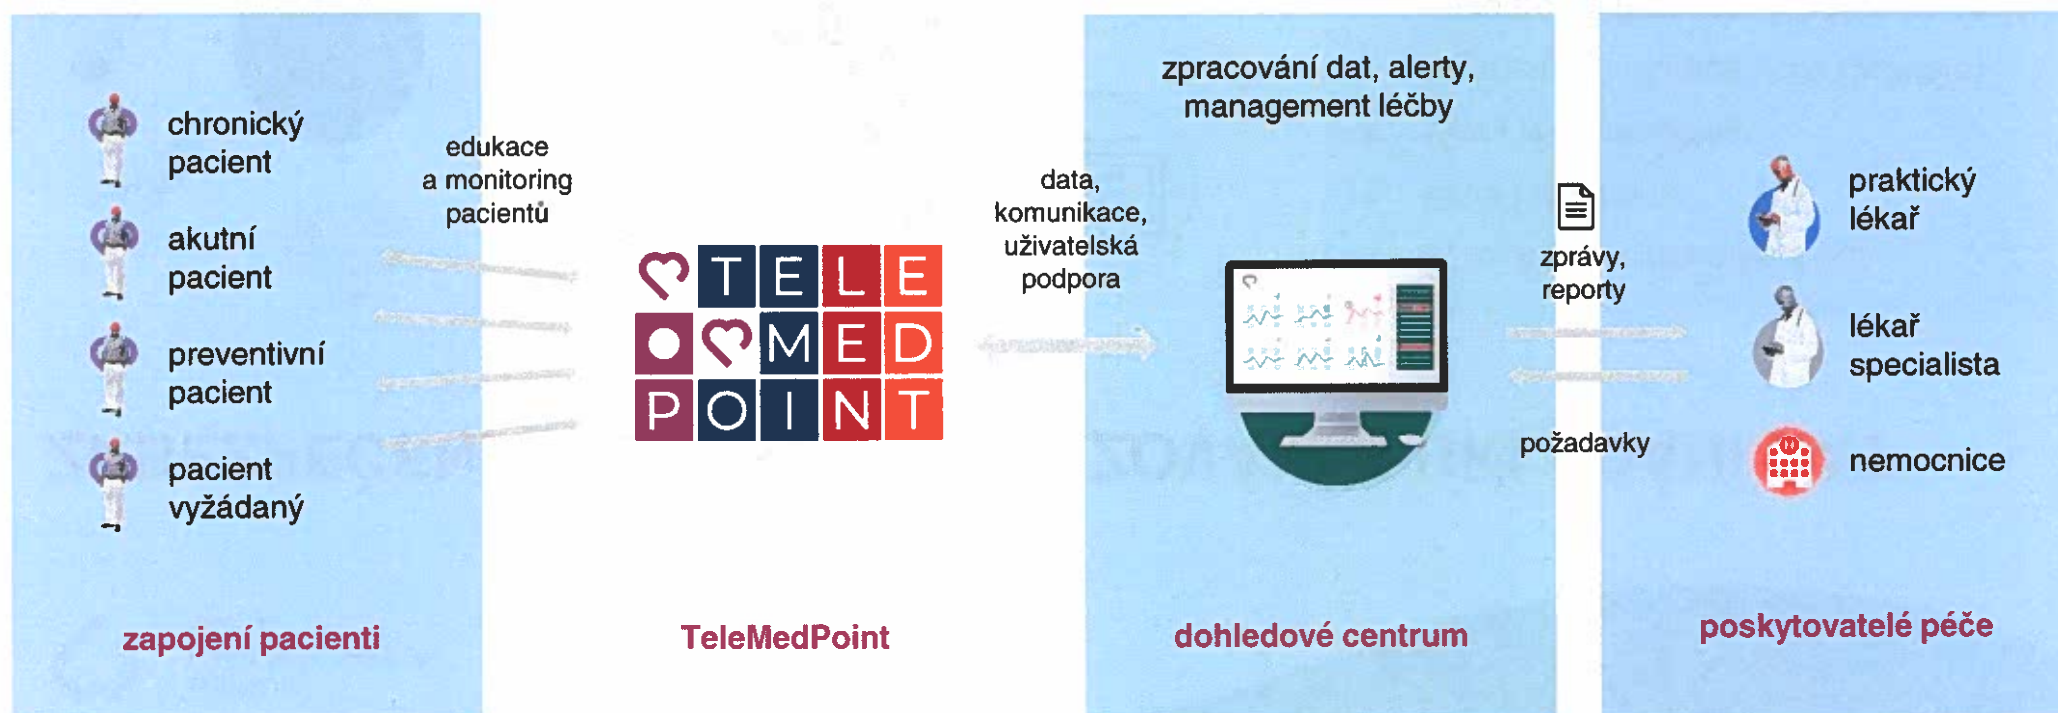 chronický
pacient
akutní
pacient
preventivní
pacient
pacient
vyžádaný
zapojení pacienti
edukace
a monitoring
pacientů
TELE
MED
POINT
TeleMedPoint
data,
komunikace,
uživatelská
podpora
zpracování dat, alerty,
management léčby
dohledové centrum
zprávy,
reporty
požadavky
praktický
lékař
lékař
specialista
nemocnice
poskytovatelé péče